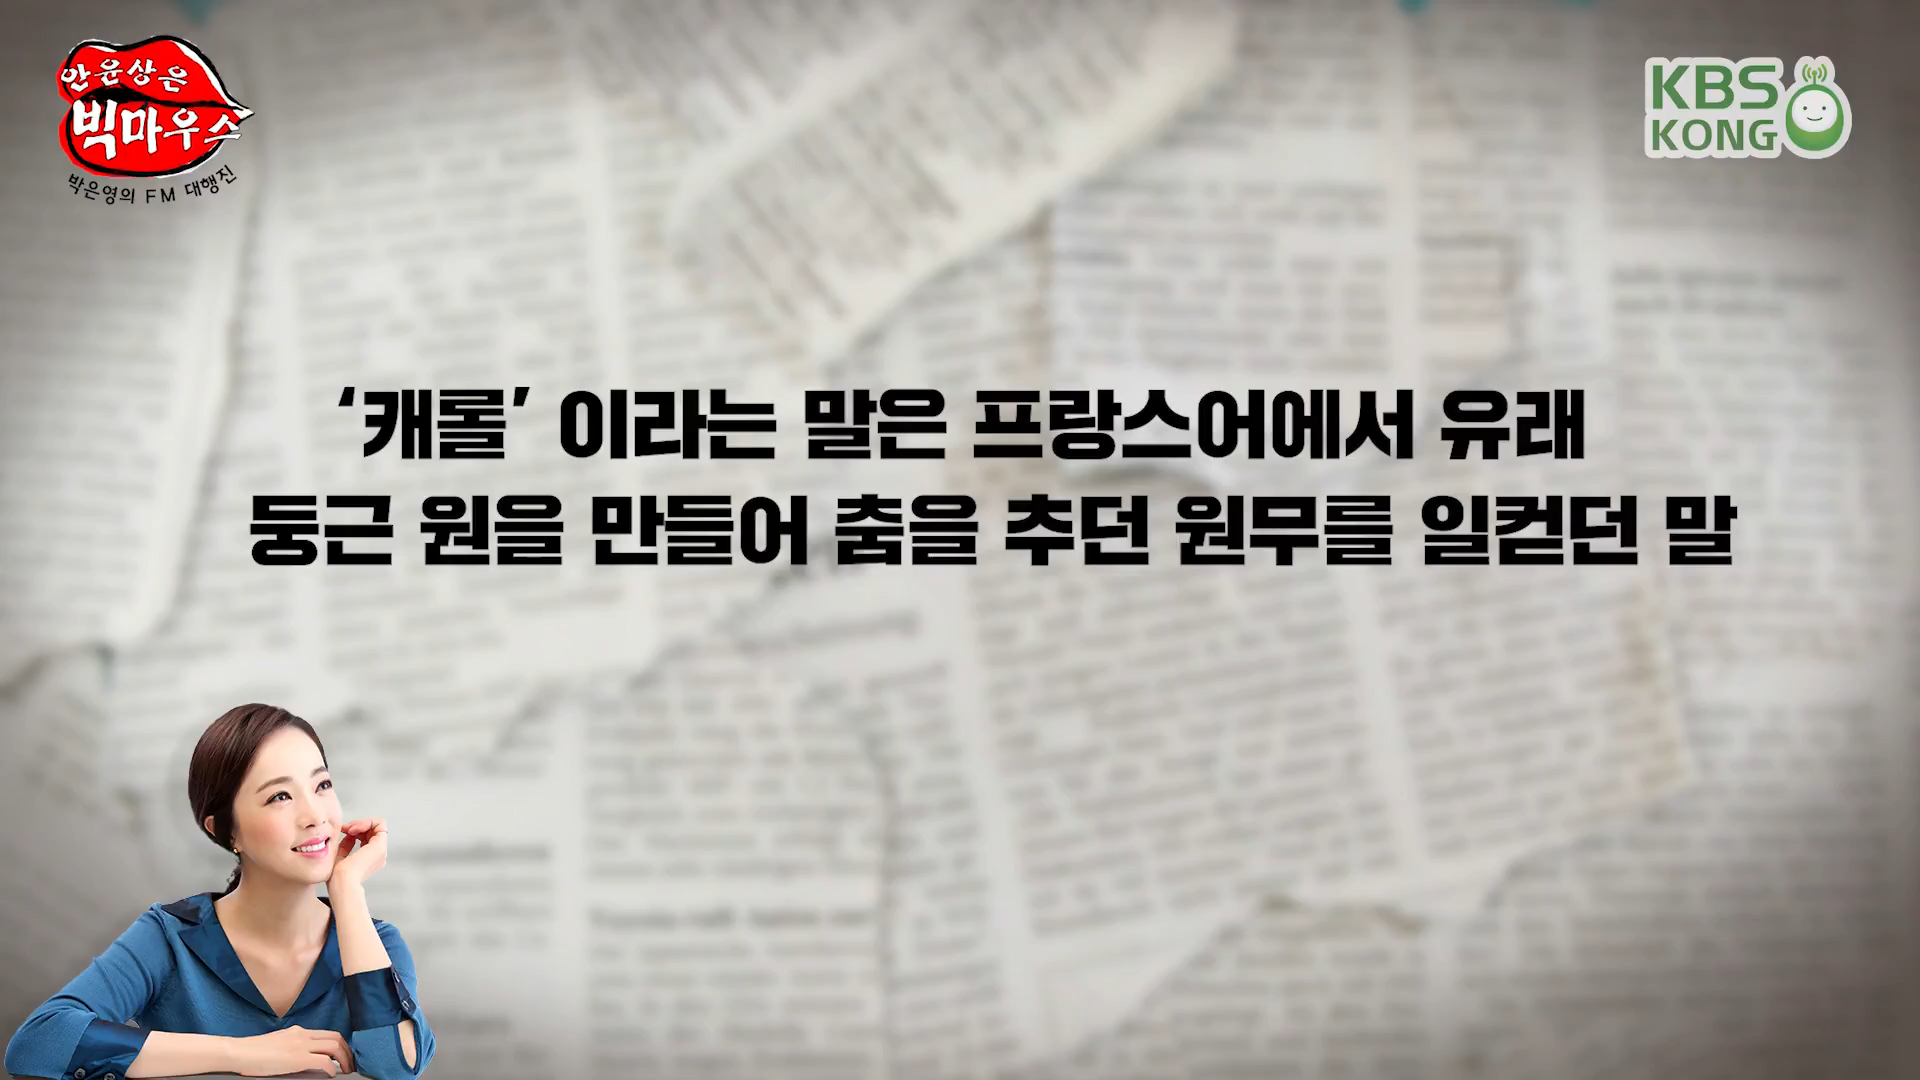 안윤상은
빅마우스
박은영의 FM 대행진
KBS
KONG
‘캐롤’ 이라는 말은 프랑스어에서 유래
둥근 원을 만들어 춤을 추던 원무를 일컫던 말